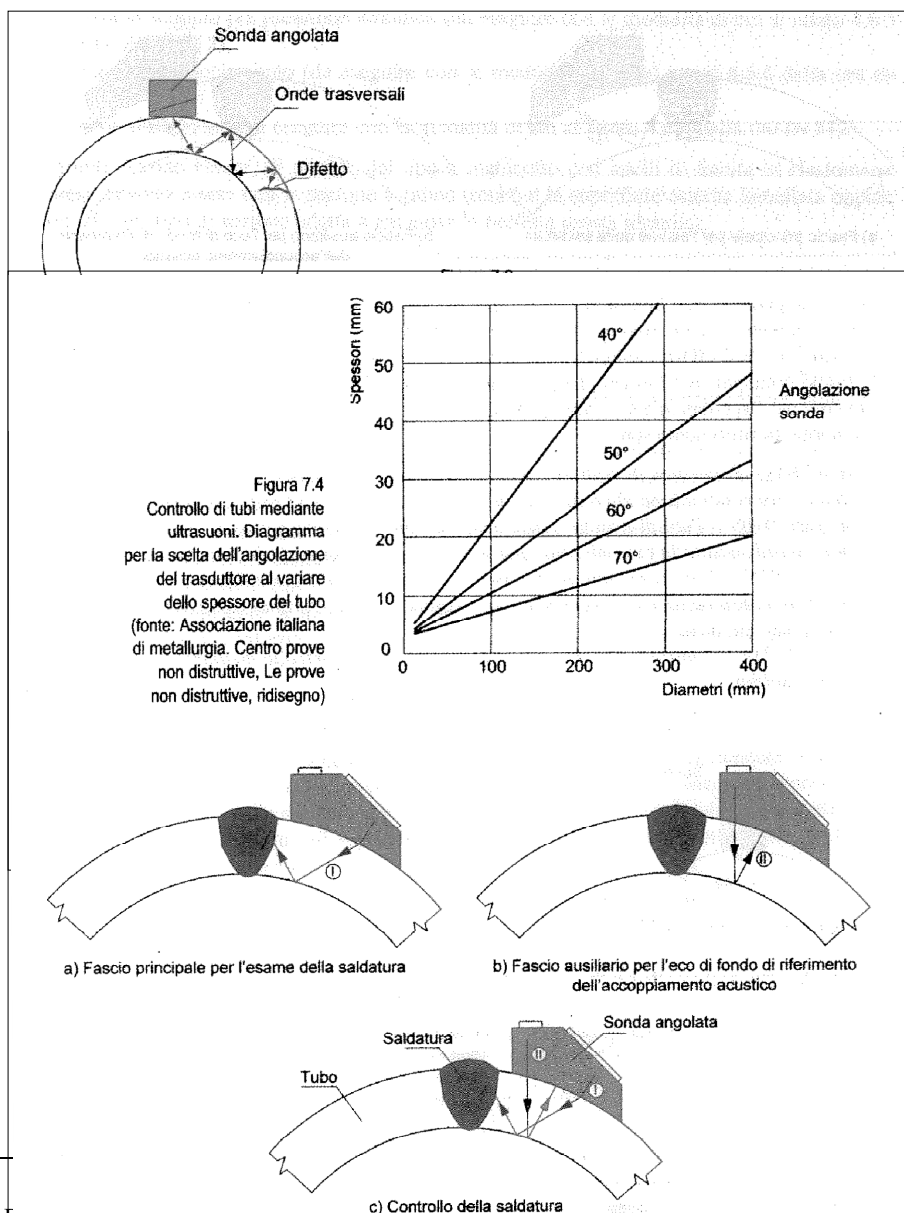 Sonda angolata
Onde trasversali
Difetto
Spessori (mm)
60
50
40
30
20
10
0
0 100 200 300 400
Diametri (mm)
40°
50°
60°
70°
Angolazione
sonda
Figura 7.4
Controllo di tubi mediante
ultrasuoni. Diagramma
per la scelta dell'angolazione
del trasduttore al variare
dello spessore del tubo
(fonte: Associazione italiana
di metallurgia. Centro prove
non distruttive, Le prove
non distruttive, ridisegno)
I
II
a) Fascio principale per l'esame della saldatura
b) Fascio ausiliario per l'eco di fondo di riferimento
dell'accoppiamento acustico
Sonda angolata
Saldatura
Tubo
II
I
c) Controllo della saldatura